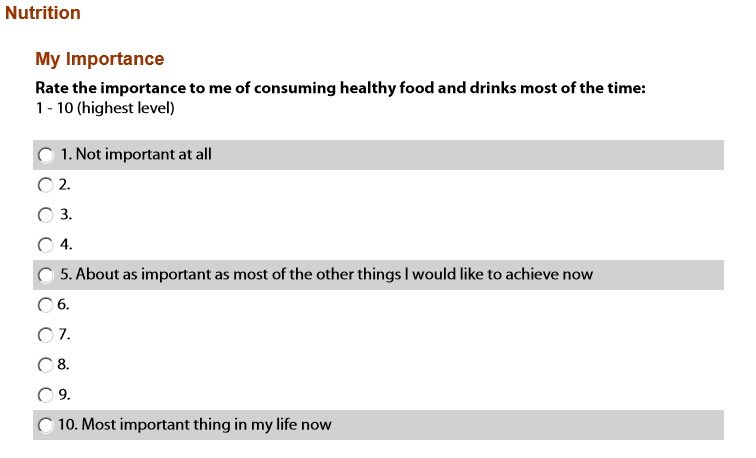 Nutrition
My Importance
Rate the importance to me of consuming healthy food and drinks most of the time:
1 - 10 (highest level)
1. Not important at all
2.
3.
4.
5. About as important as most of the other things I would like to achieve now
6.
7.
8.
9.
10. Most important thing in my life now